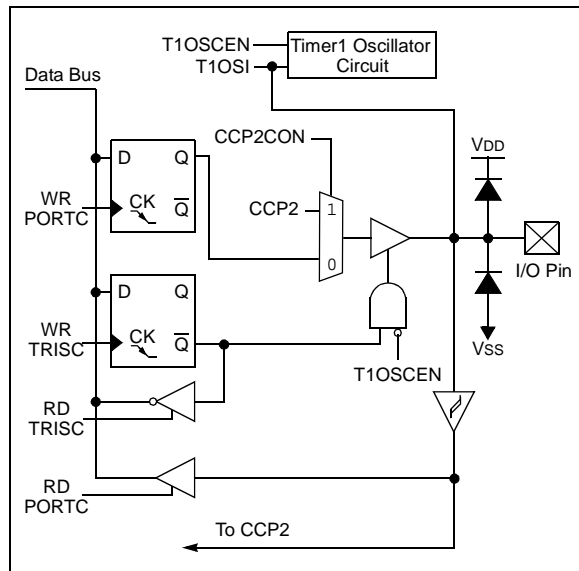 T1OSCEN
T1OSI
Timer1 Oscillator
Circuit
Data Bus
D Q
CK Q
WR
PORTC
CCP2CON
CCP2
1
0
VDD
I/O Pin
VSS
D Q
CK Q
WR
TRISC
T1OSCEN
RD
TRISC
RD
PORTC
To CCP2